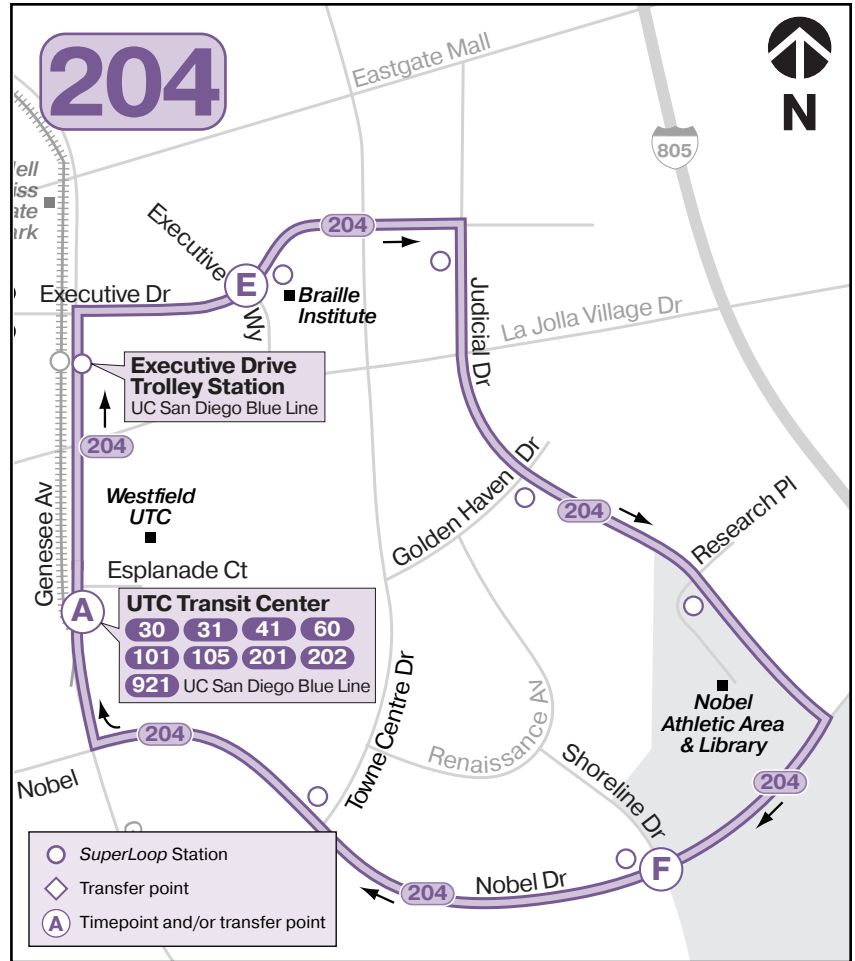 204
Eastgate Mall
N
805
ell
iss
ate
ark
Executive
Wy
204
E
Executive Dr
Braille
Institute
Judicial Dr
La Jolla Village Dr
Executive Drive
Trolley Station
UC San Diego Blue Line
204
Westfield
UTC
Genesee Av
Golden Haven Dr
204
Research Pl
Esplanade Ct
A
UTC Transit Center
30 31 41 60
101 105 201 202
921 UC San Diego Blue Line
Towne Centre Dr
Renaissance Av
Shoreline Dr
Nobel
Athletic Area
& Library
204
204
Nobel
F
Nobel Dr
204
SuperLoop Station
Transfer point
A Timepoint and/or transfer point